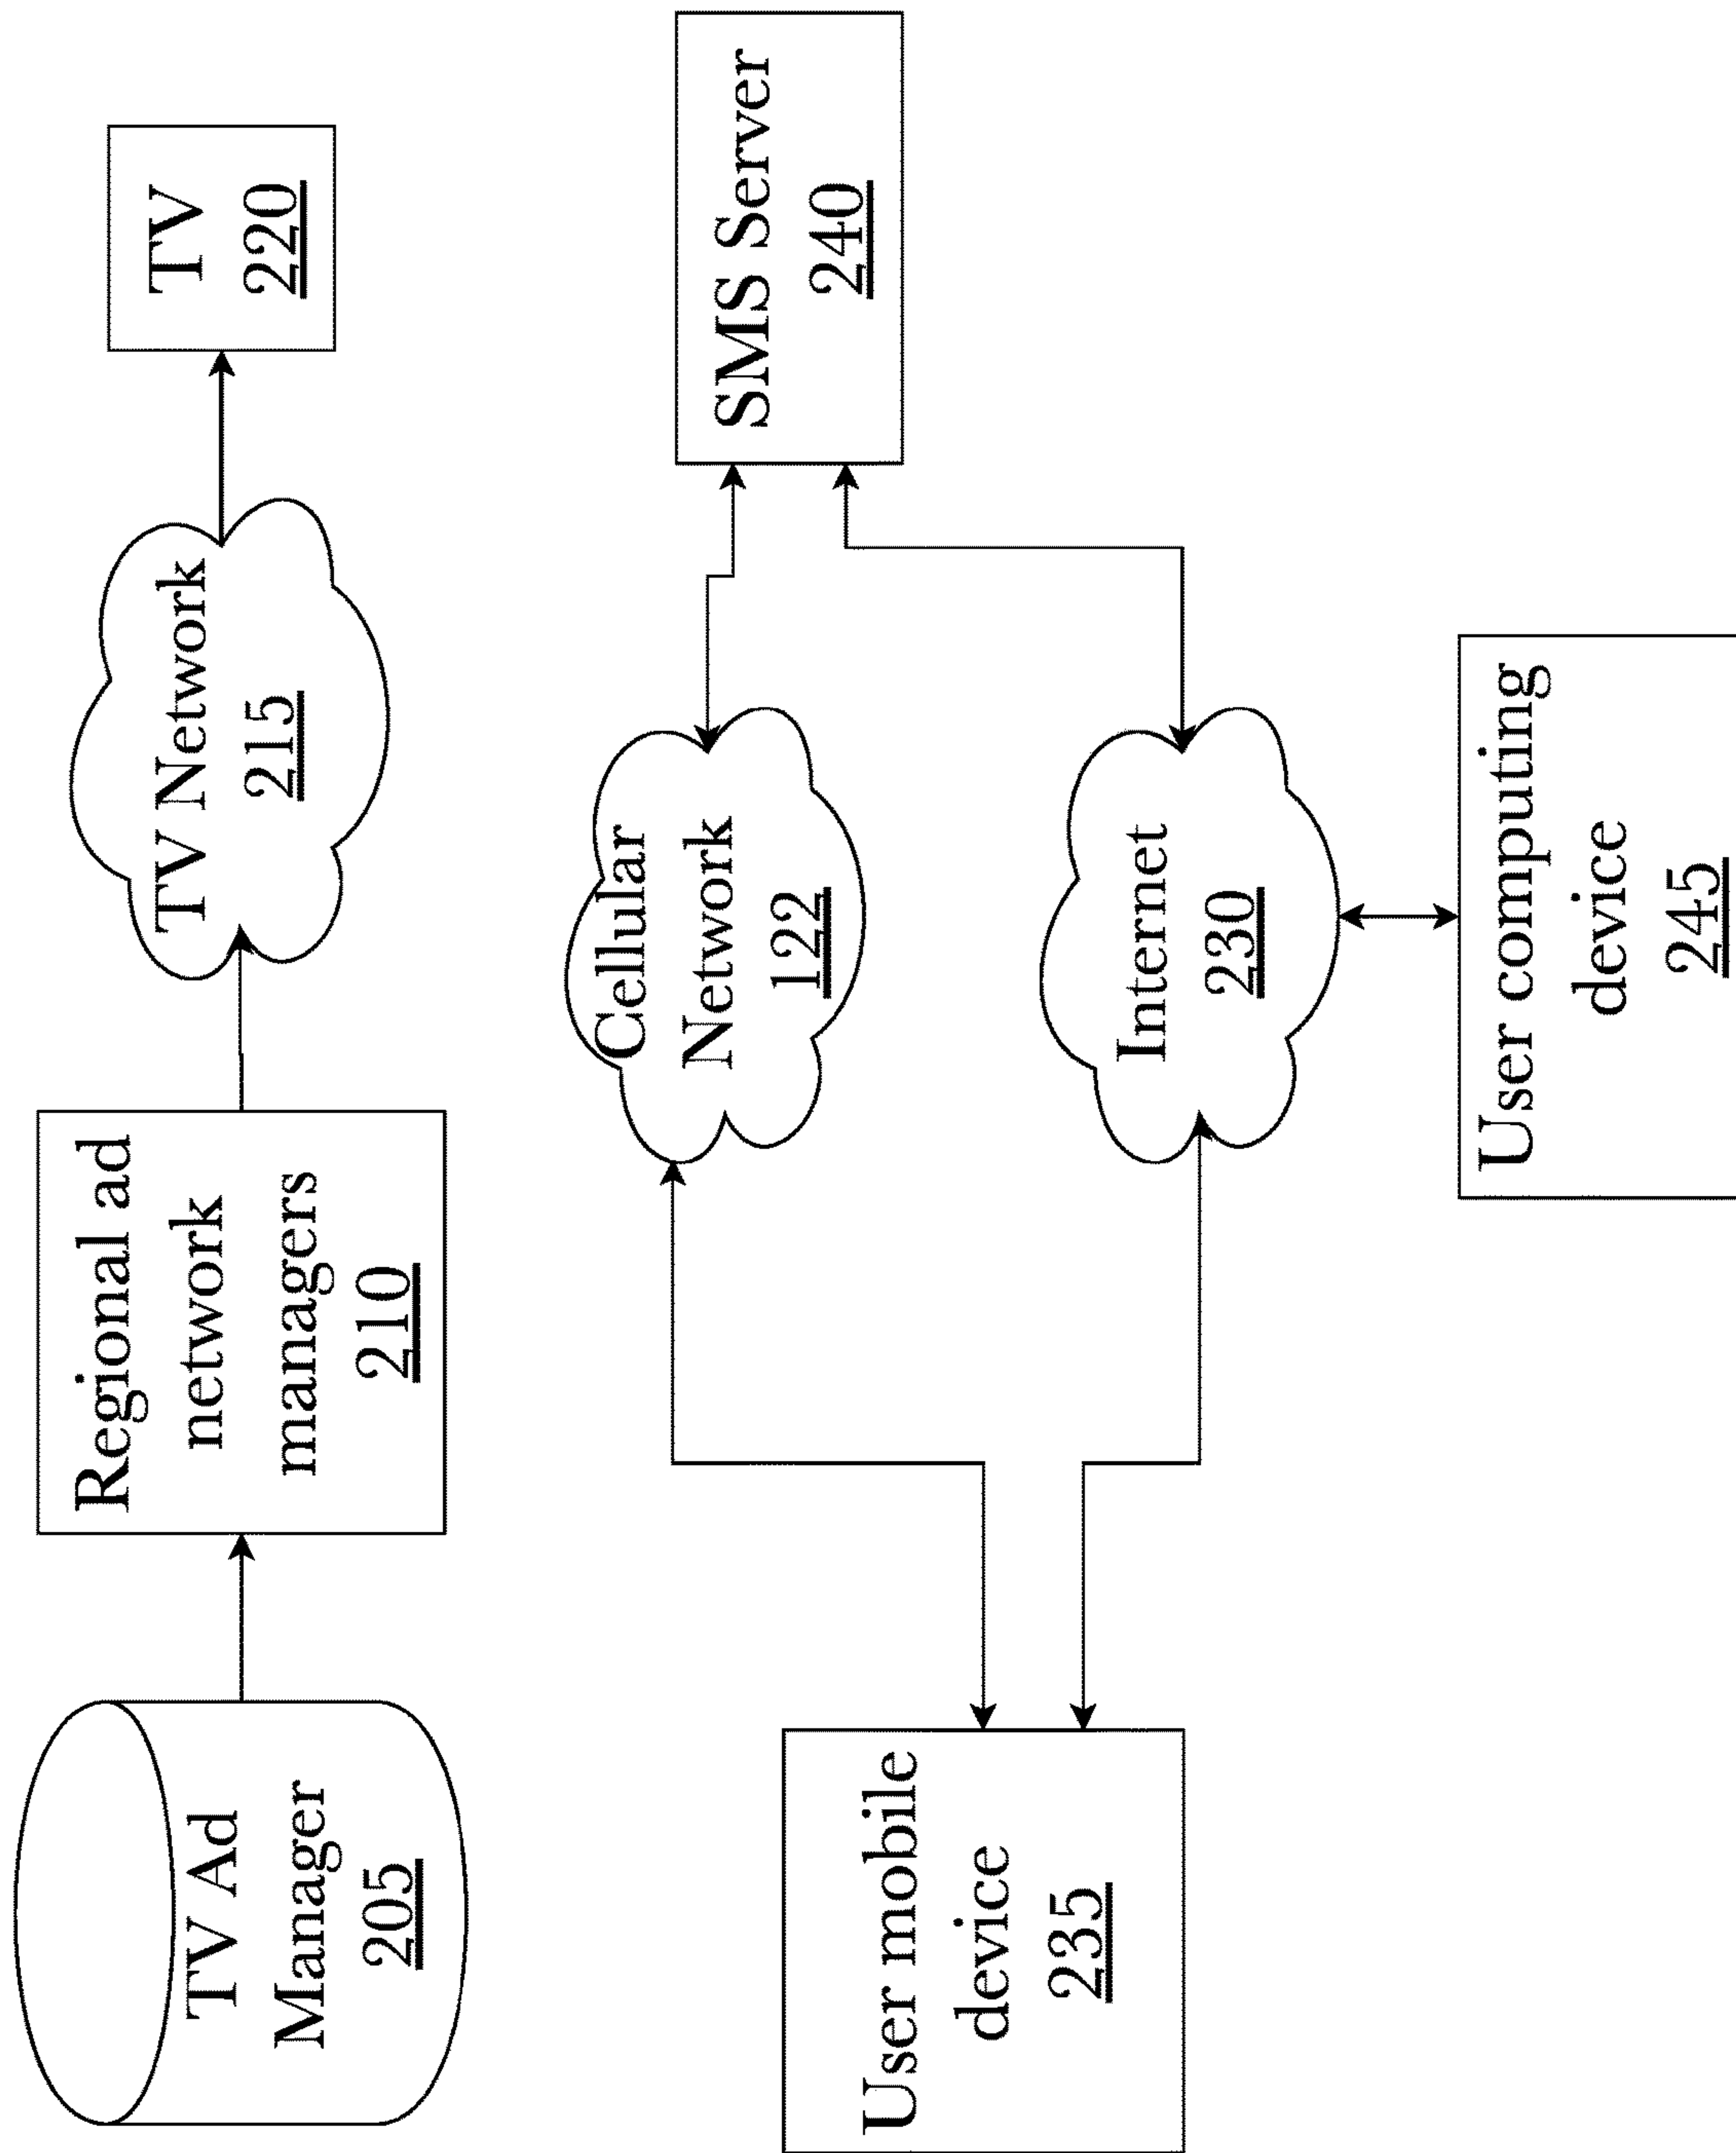 TV Ad
Manager
205
Regional ad
network
managers
210
TV Network
215
TV
220
User mobile
device
235
Cellular
Network
122
Internet
230
SMS Server
240
User computing
device
245